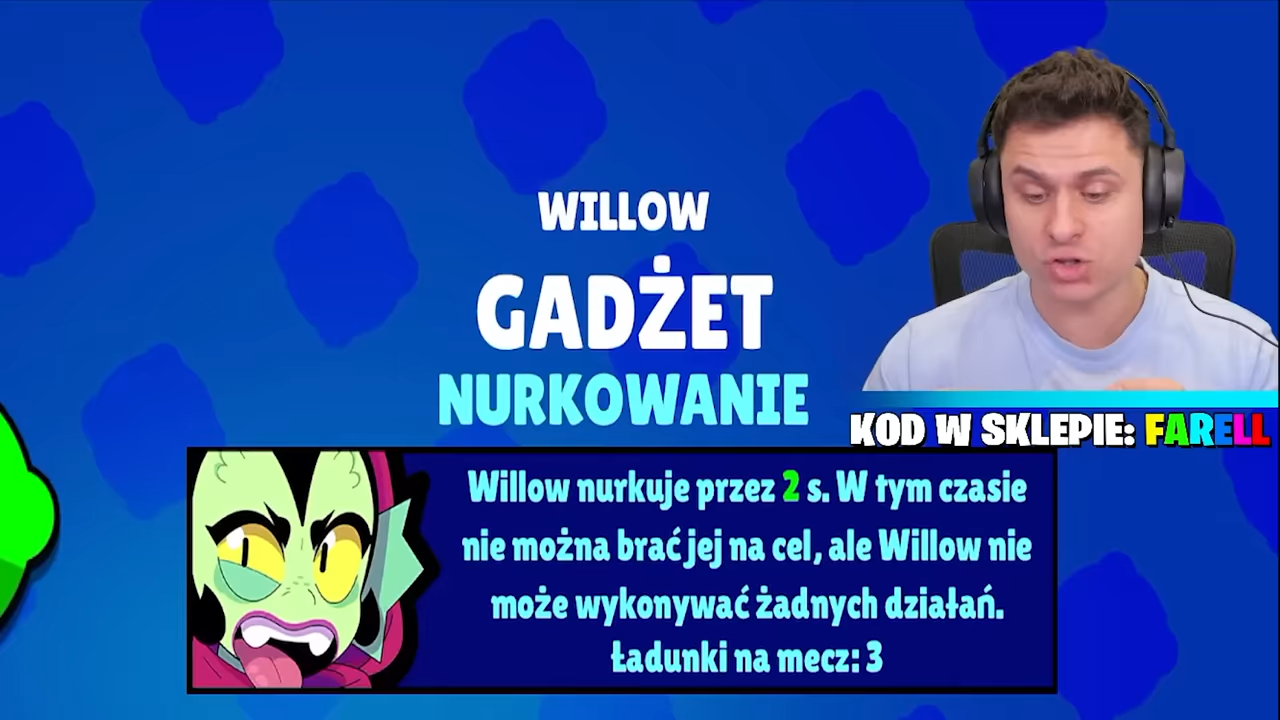 WILLOW
GADŻET
NURKOWANIE
KOD W SKLEPIE: FARELL
Willow nurkuje przez 2 s. W tym czasie
nie można brać jej na cel, ale Willow nie
może wykonywać żadnych działań.
Ładunki na mecz: 3